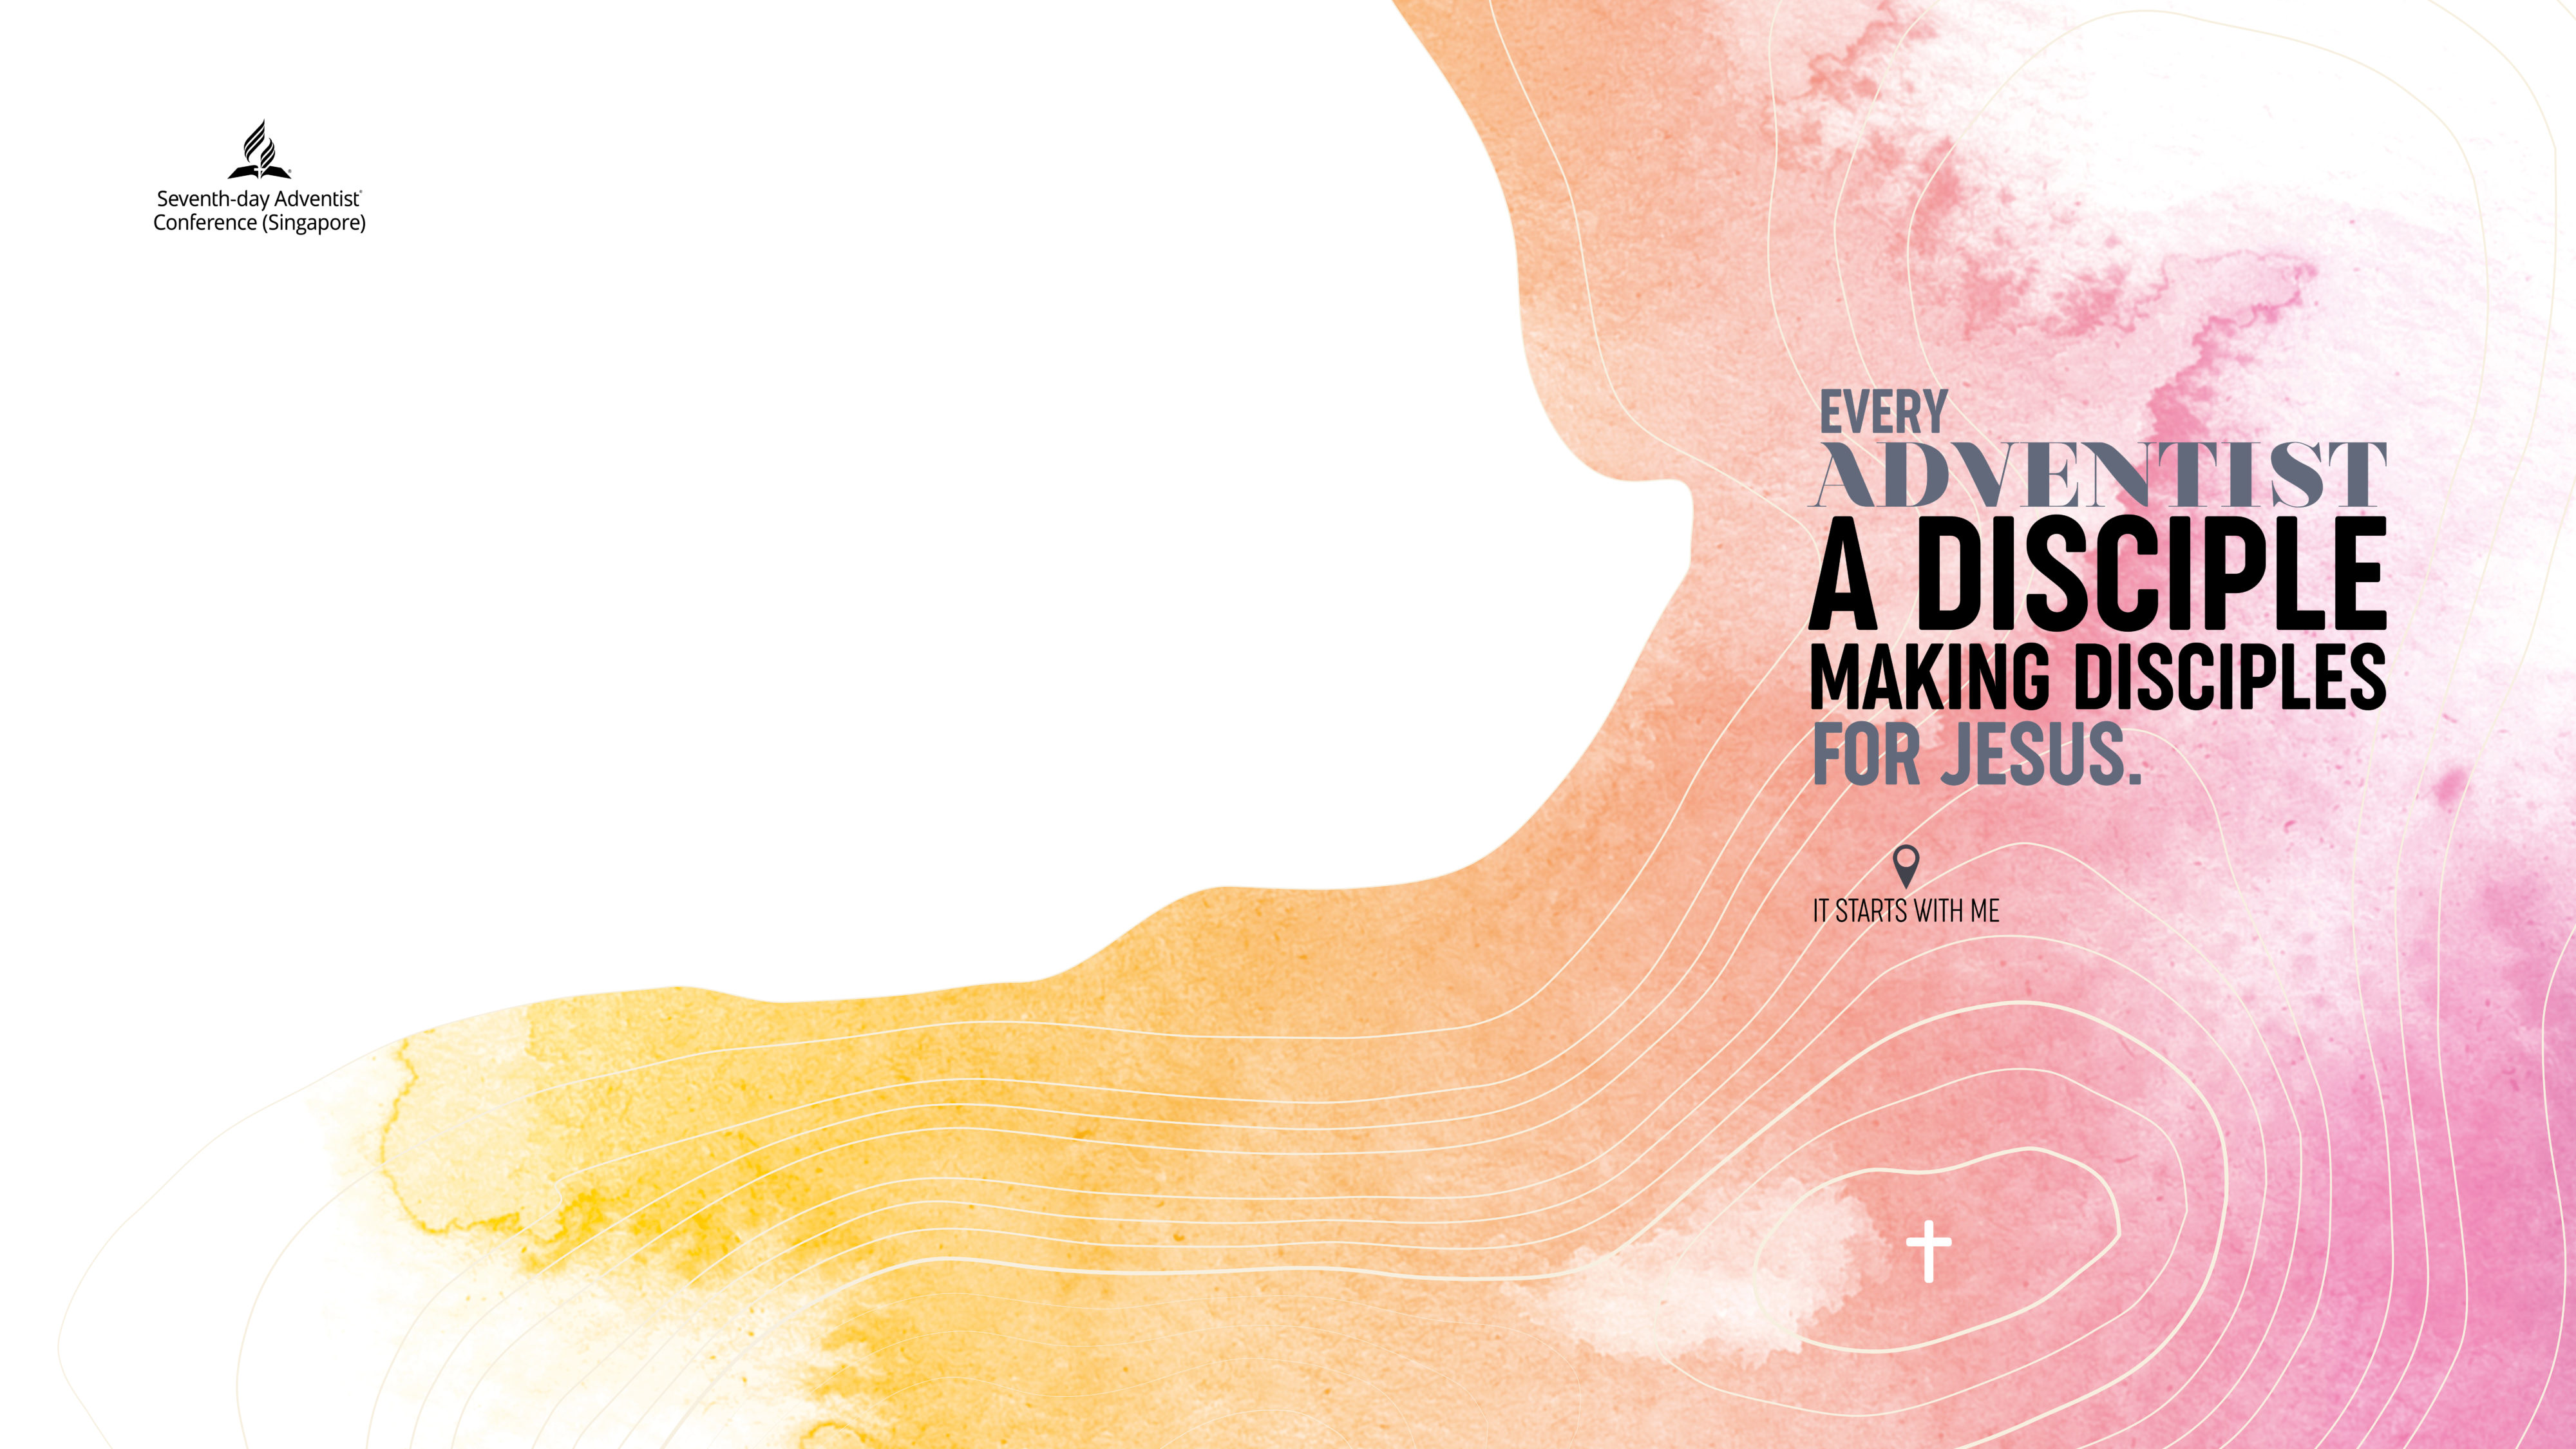 Seventh-day Adventist®
Conference (Singapore)
EVERY
ADVENTIST
A DISCIPLE
MAKING DISCIPLES
FOR JESUS.
IT STARTS WITH ME